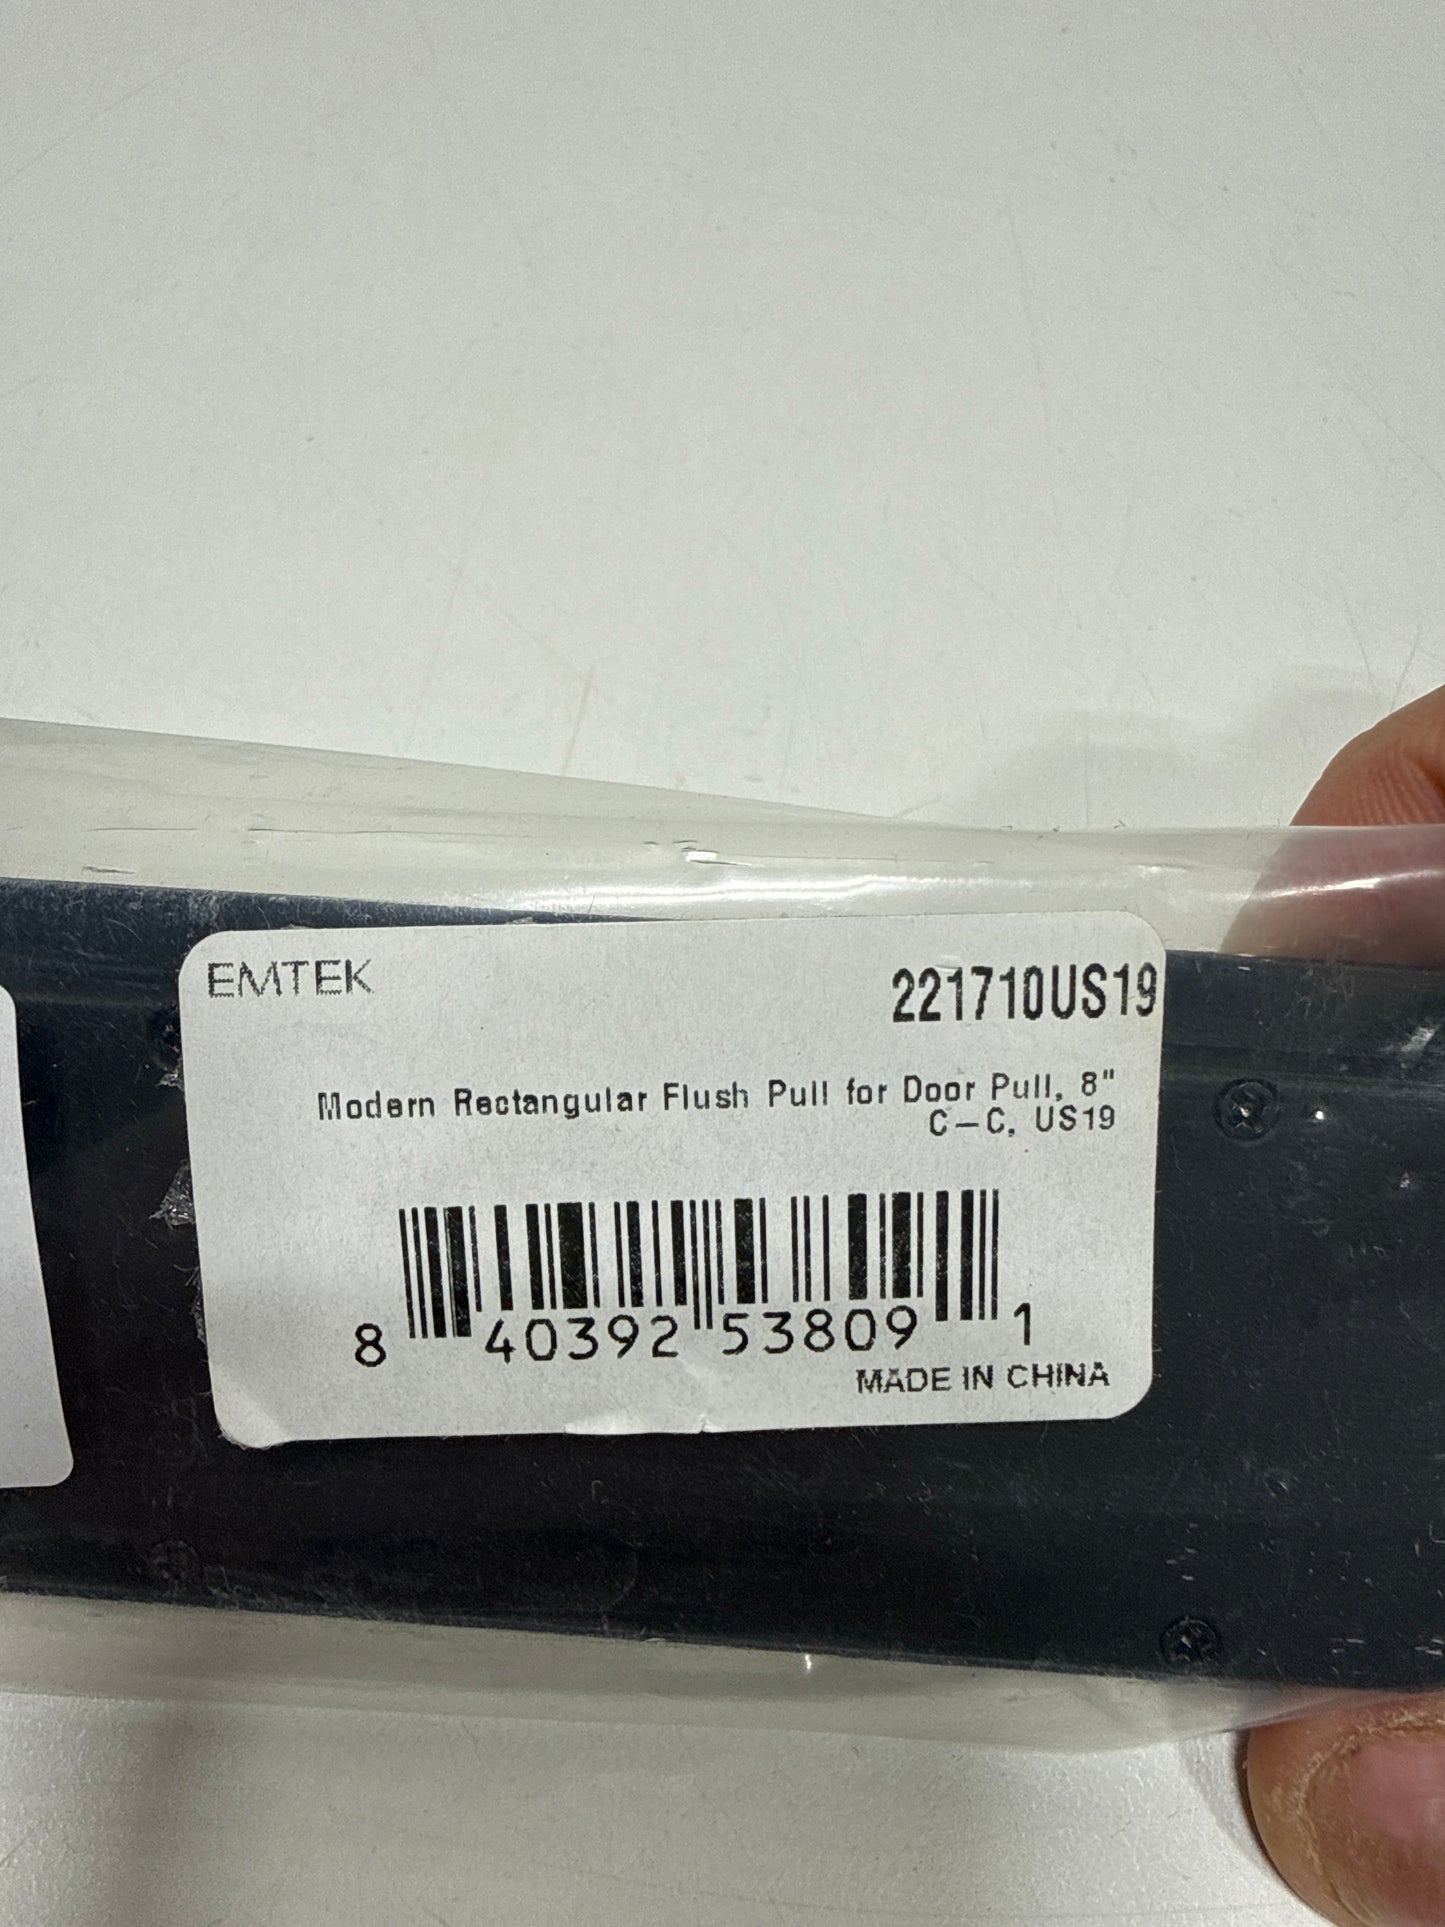 EMTEK
221710US19
Modern Rectangular Flush Pull for Door Pull, 8"
C-C, US19
8 40392 53809 1
MADE IN CHINA